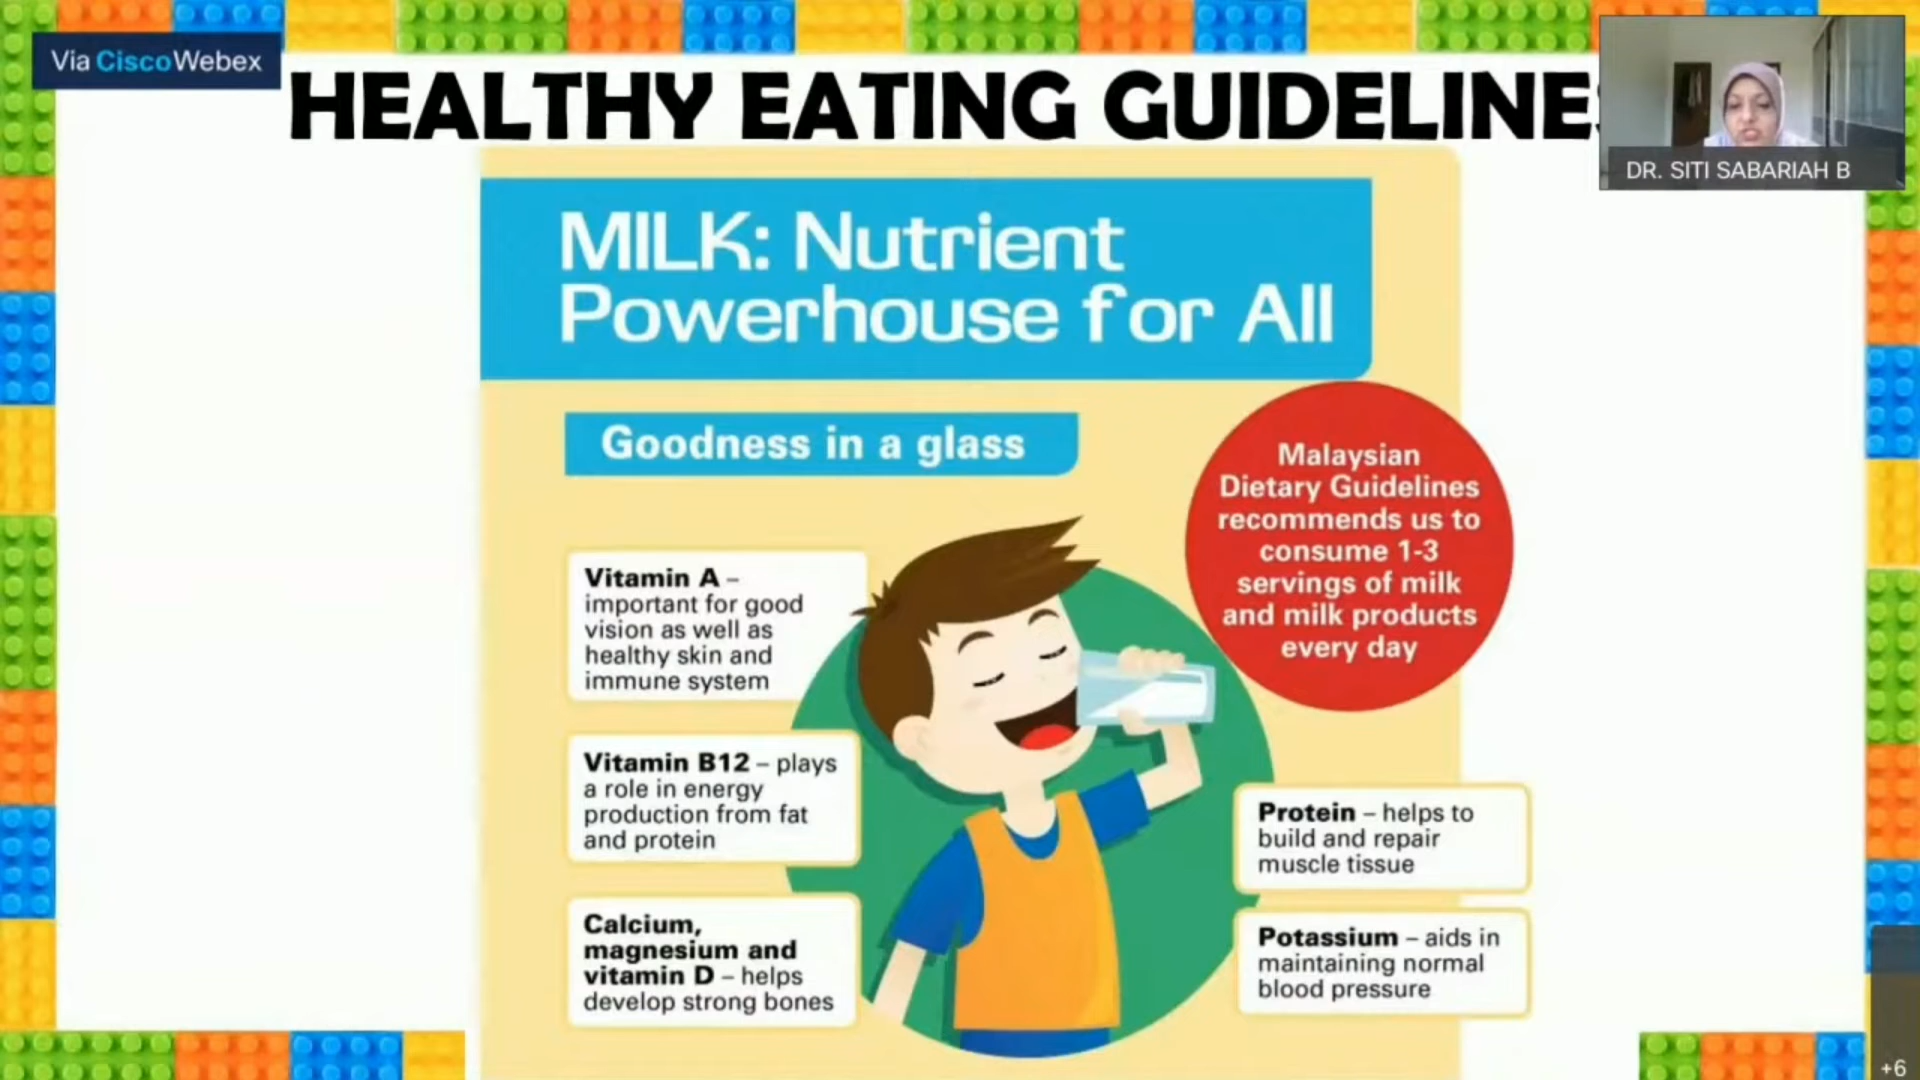 Via CiscoWebex
HEALTHY EATING GUIDELINES
DR. SITI SABARIAH B
MILK: Nutrient
Powerhouse for All
Goodness in a glass
Malaysian
Dietary Guidelines
recommends us to
consume 1-3
servings of milk
and milk products
every day
Vitamin A –
important for good
vision as well as
healthy skin and
immune system
Vitamin B12 – plays
a role in energy
production from fat
and protein
Calcium,
magnesium and
vitamin D – helps
develop strong bones
Protein – helps to
build and repair
muscle tissue
Potassium – aids in
maintaining normal
blood pressure
+6